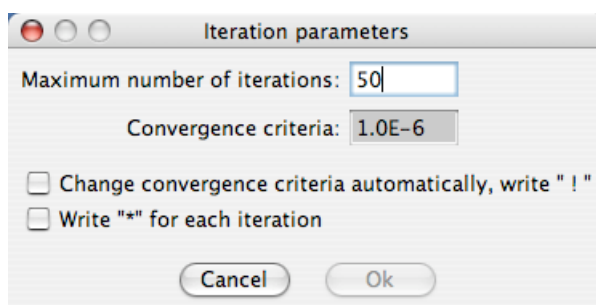 Iteration parameters
Maximum number of iterations: 50
Convergence criteria: 1.0E-6
Change convergence criteria automatically, write " ! "
Write "*" for each iteration
Cancel Ok